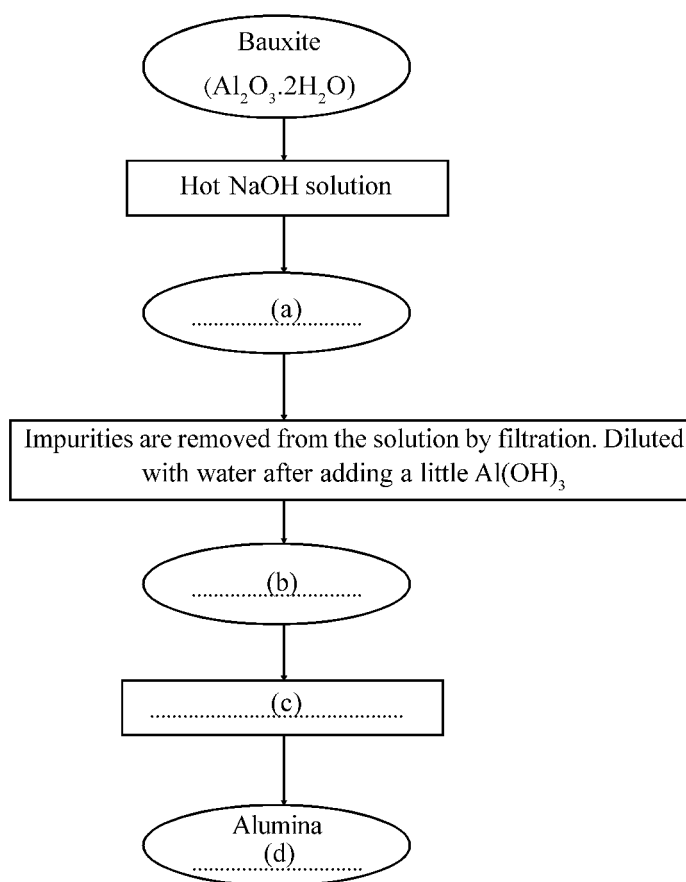 Bauxite
(Al₂O₃.2H₂O)
Hot NaOH solution
(a)
Impurities are removed from the solution by filtration. Diluted
with water after adding a little Al(OH)₃
(b)
(c)
Alumina
(d)